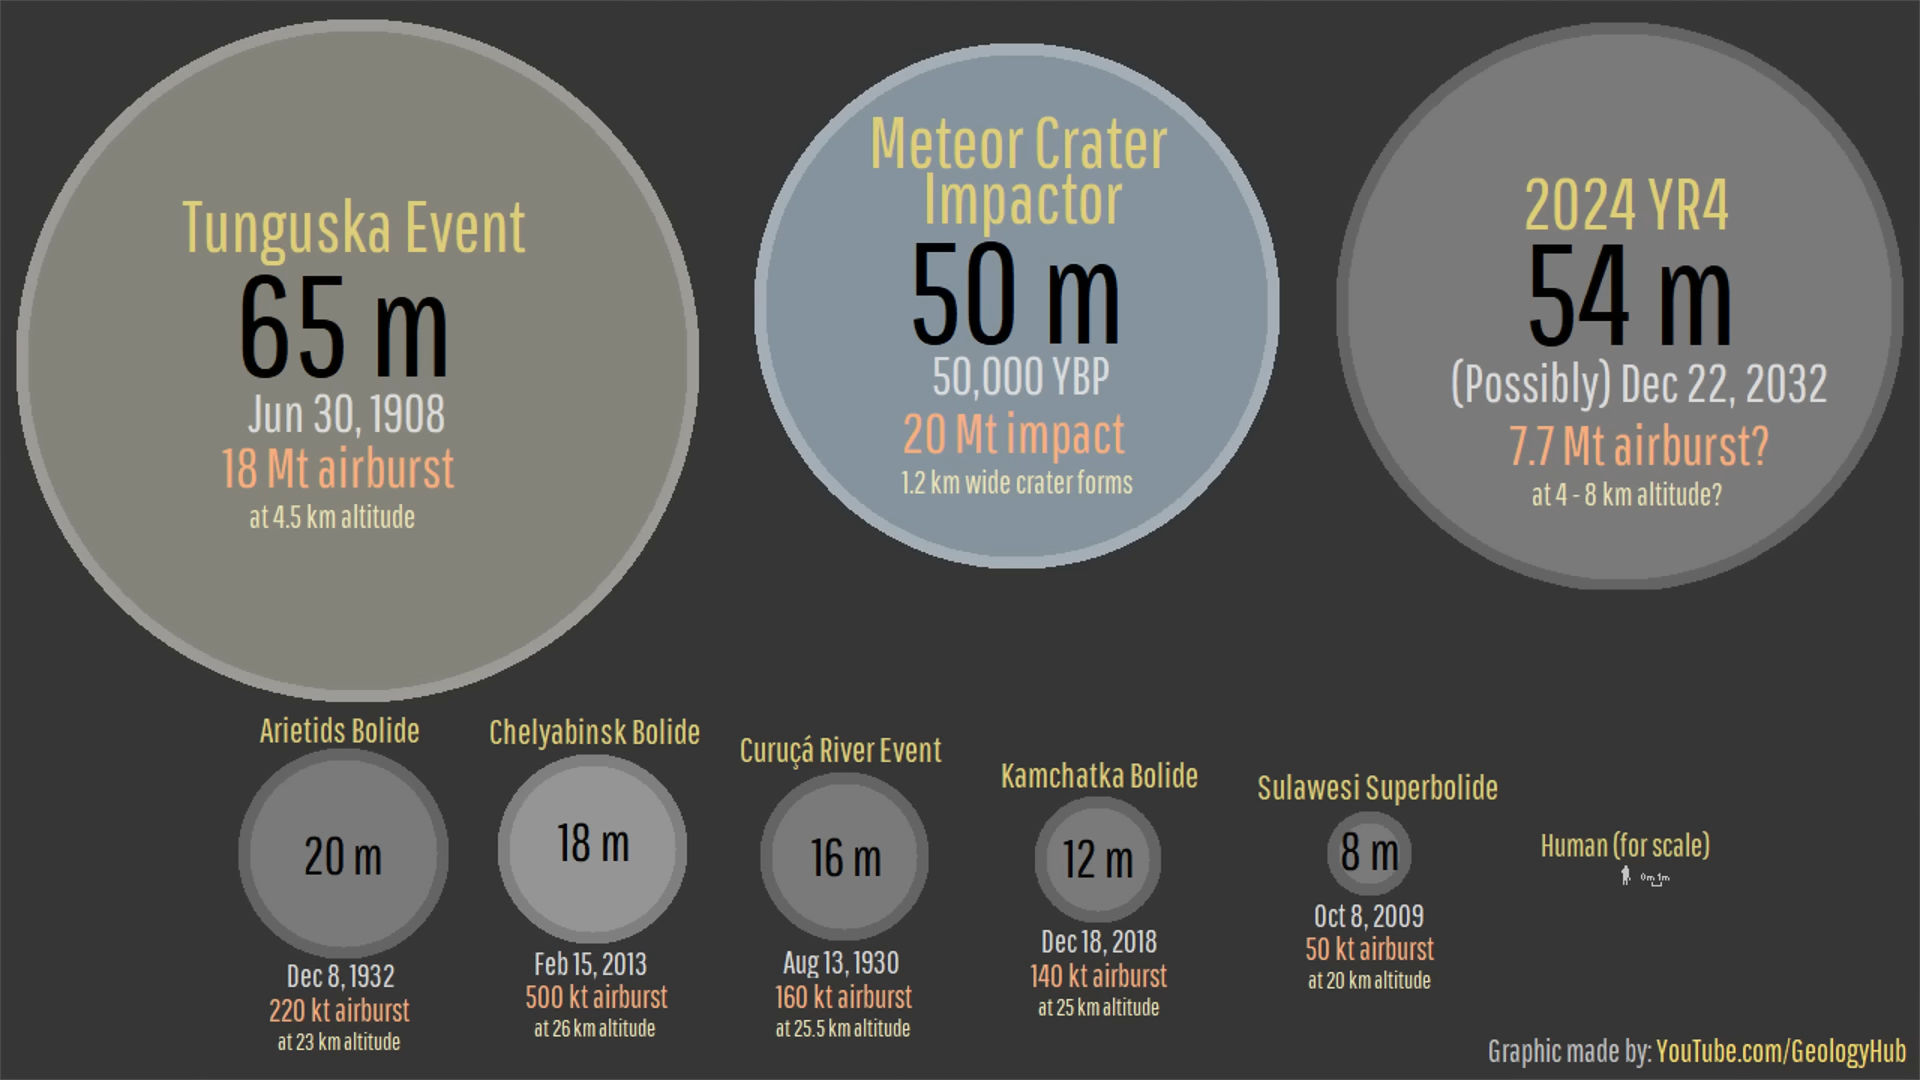 Tunguska Event
65 m
Jun 30, 1908
18 Mt airburst
at 4.5 km altitude
Meteor Crater
Impactor
50 m
50,000 YBP
20 Mt impact
1.2 km wide crater forms
2024 YR4
54 m
(Possibly) Dec 22, 2032
7.7 Mt airburst?
at 4 - 8 km altitude?
Arietids Bolide
20 m
Dec 8, 1932
220 kt airburst
at 23 km altitude
Chelyabinsk Bolide
18 m
Feb 15, 2013
500 kt airburst
at 26 km altitude
Curuçá River Event
16 m
Aug 13, 1930
160 kt airburst
at 25.5 km altitude
Kamchatka Bolide
12 m
Dec 18, 2018
140 kt airburst
at 25 km altitude
Sulawesi Superbolide
8 m
Oct 8, 2009
50 kt airburst
at 20 km altitude
Human (for scale)
0m 1m
Graphic made by: YouTube.com/GeologyHub